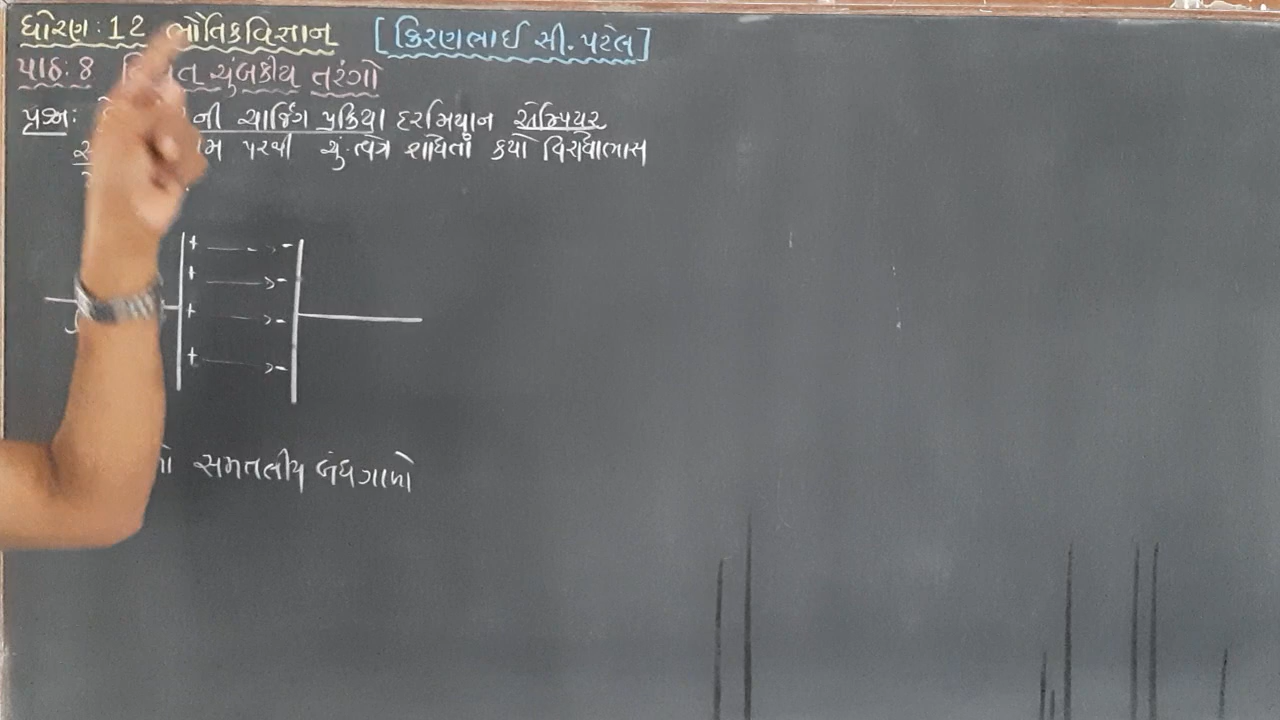 ધોરણ: 12 ભૌતિકવિજ્ઞાન [કિરણભાઈ સી. પટેલ]
પાઠ: 8 ચુંબકીય તરંગો
પ્રશ્ન: ની ચાર્જિંગ પ્રક્રિયા દરમિયાન એમ્પિયર
પરથી ચું.ક્ષેત્ર શોધતાં કયો વિરોધાભાસ
+ -
+ -
+ -
+ -
સમતલીય બંધગાળો